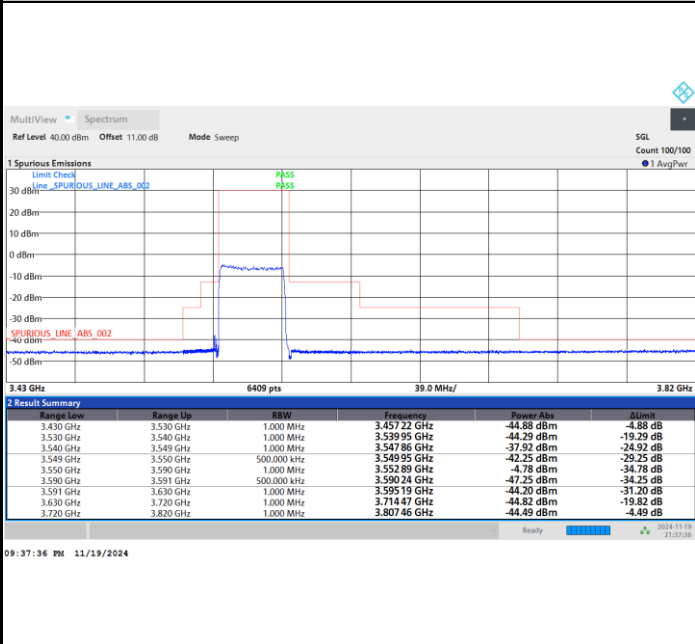 MultiView Spectrum
Ref Level 40.00 dBm Offset 11.00 dB Mode Sweep SGL
Count 100/100
1 Spurious Emissions 1 AvgPwr
Limit Check PASS
Line _SPURIOUS_LINE_ABS_002 PASS
30 dBm
20 dBm
10 dBm
0 dBm
-10 dBm
-20 dBm
-30 dBm
SPURIOUS_LINE_ABS_002
-40 dBm
-50 dBm
3.43 GHz 6409 pts 39.0 MHz/ 3.82 GHz
2 Result Summary
Range Low Range Up RBW Frequency Power Abs ΔLimit
3.430 GHz 3.530 GHz 1.000 MHz 3.457 22 GHz -44.88 dBm -4.88 dB
3.530 GHz 3.540 GHz 1.000 MHz 3.539 95 GHz -44.29 dBm -19.29 dB
3.540 GHz 3.549 GHz 1.000 MHz 3.547 86 GHz -37.92 dBm -24.92 dB
3.549 GHz 3.550 GHz 500.000 kHz 3.549 95 GHz -42.25 dBm -29.25 dB
3.550 GHz 3.590 GHz 1.000 MHz 3.552 89 GHz -4.78 dBm -34.78 dB
3.590 GHz 3.591 GHz 500.000 kHz 3.590 24 GHz -47.25 dBm -34.25 dB
3.591 GHz 3.630 GHz 1.000 MHz 3.595 19 GHz -44.20 dBm -31.20 dB
3.630 GHz 3.720 GHz 1.000 MHz 3.714 47 GHz -44.82 dBm -19.82 dB
3.720 GHz 3.820 GHz 1.000 MHz 3.807 46 GHz -44.49 dBm -4.49 dB
Ready 2024-11-19
21:37:36
09:37:36 PM 11/19/2024